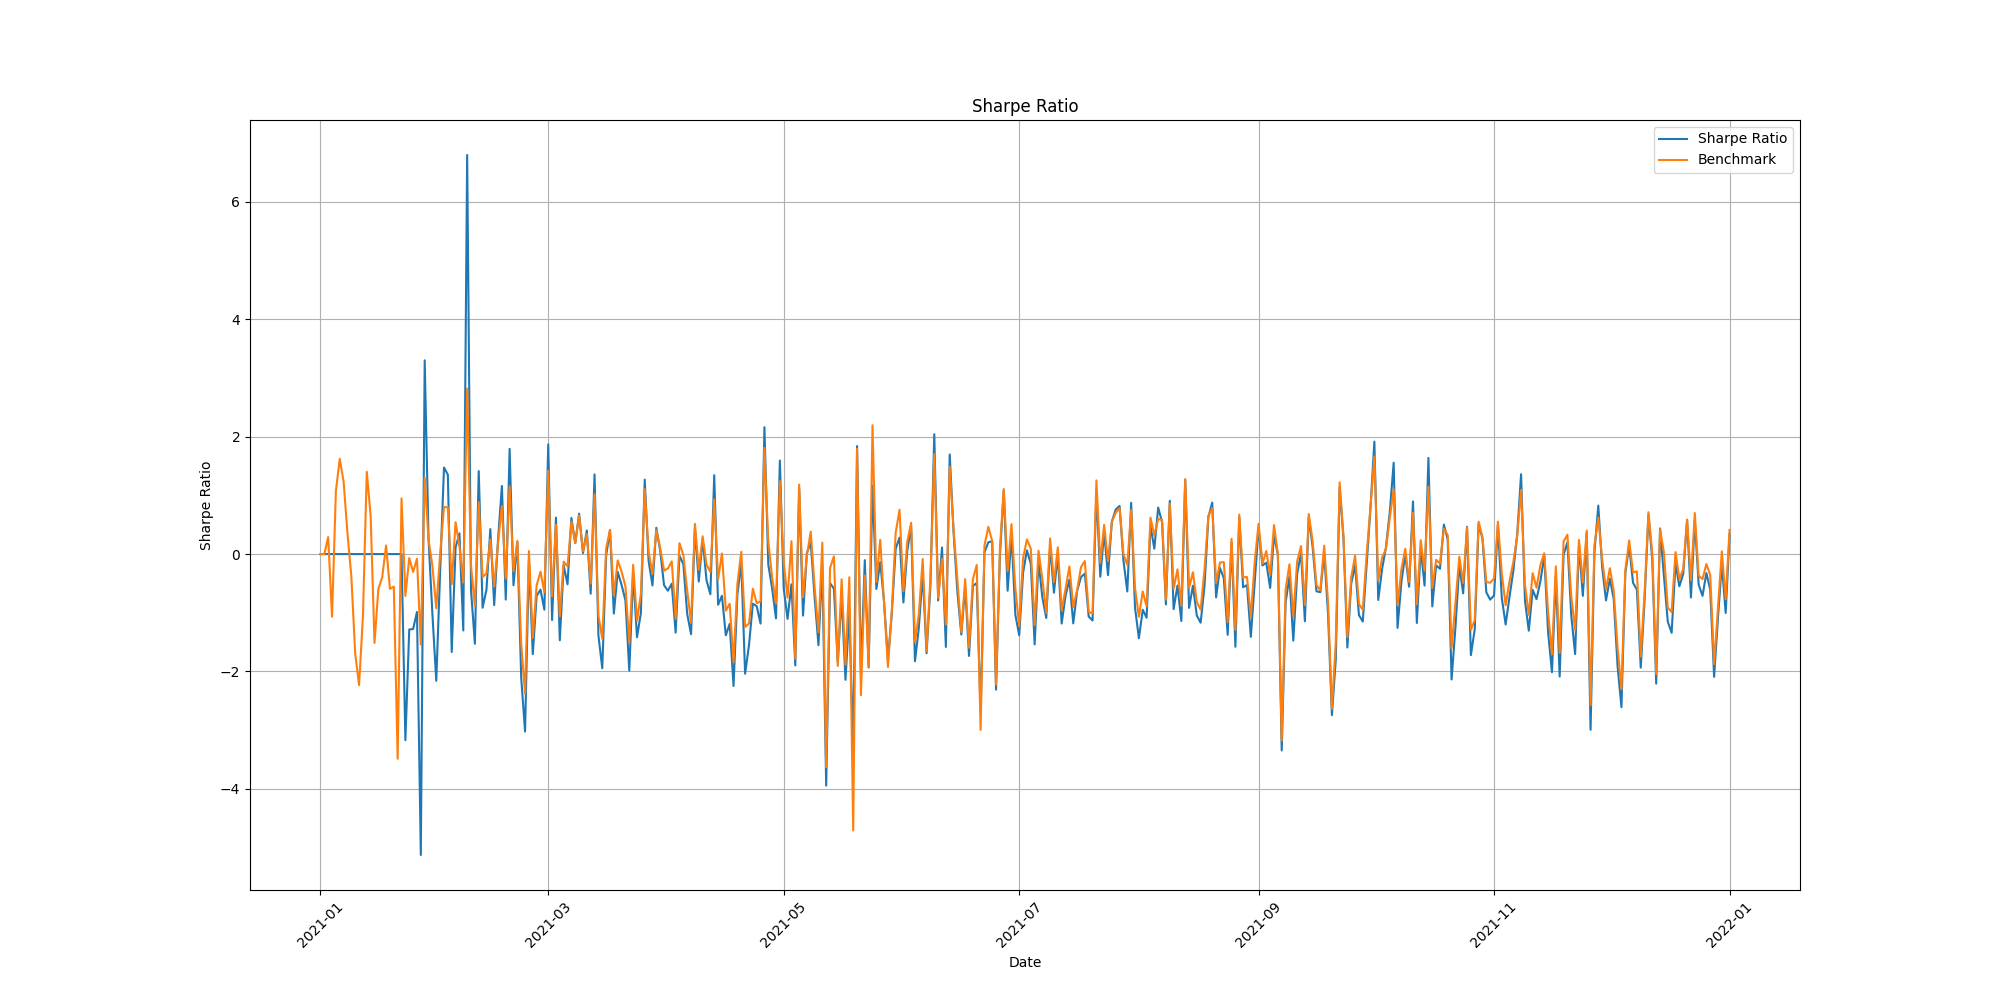 Sharpe Ratio
Sharpe Ratio
Benchmark
Sharpe Ratio
6
4
2
0
−2
−4
2021-01
2021-03
2021-05
2021-07
2021-09
2021-11
2022-01
Date